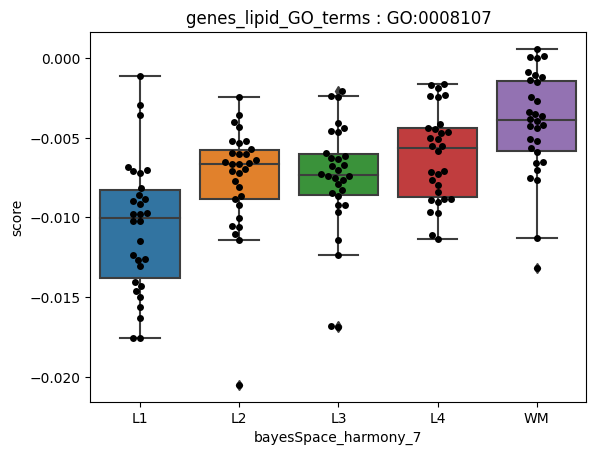 genes_lipid_GO_terms : GO:0008107
0.000
−0.005
−0.010
−0.015
−0.020
score
L1 L2 L3 L4 WM
bayesSpace_harmony_7